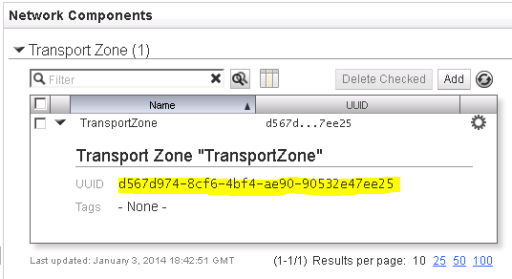 Network Components
Transport Zone (1)
Filter
Delete Checked Add
Name UUID
TransportZone d567d...7ee25
Transport Zone "TransportZone"
UUID d567d974-8cf6-4bf4-ae90-90532e47ee25
Tags - None -
Last updated: January 3, 2014 18:42:51 GMT (1-1/1) Results per page: 10 25 50 100